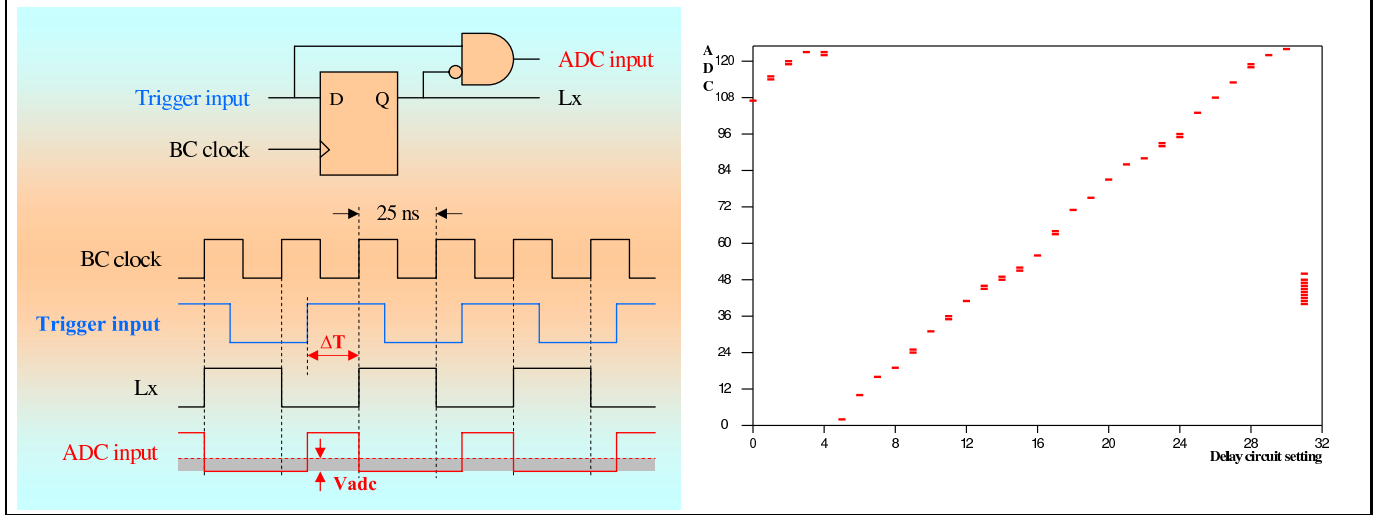 ADC input
Trigger input
D Q
Lx
BC clock
25 ns
BC clock
Trigger input
ΔT
Lx
ADC input
Vadc
A
D
C
120
108
96
84
72
60
48
36
24
12
0
0 4 8 12 16 20 24 28 32
Delay circuit setting